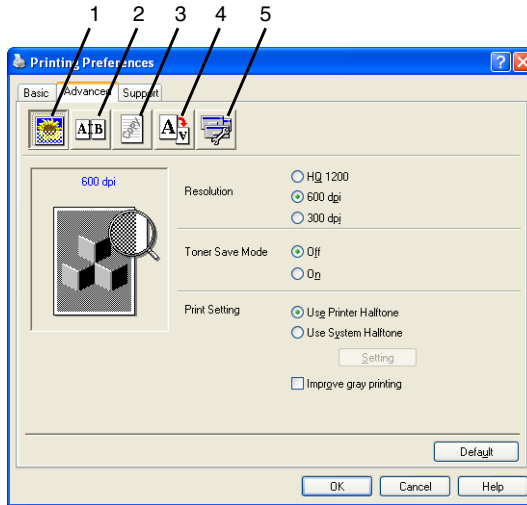 1 2 3 4 5
Printing Preferences
Basic Advanced Support
A B Copy A A
600 dpi
Resolution
HQ 1200
600 dpi
300 dpi
Toner Save Mode
Off
On
Print Setting
Use Printer Halftone
Use System Halftone
Setting
Improve gray printing
Default
OK Cancel Help